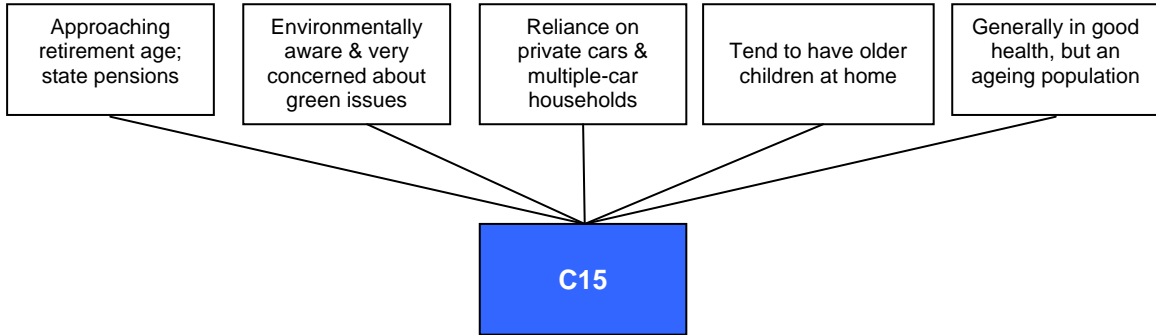 Approaching
retirement age;
state pensions
Environmentally
aware & very
concerned about
green issues
Reliance on
private cars &
multiple-car
households
Tend to have older
children at home
Generally in good
health, but an
ageing population
C15